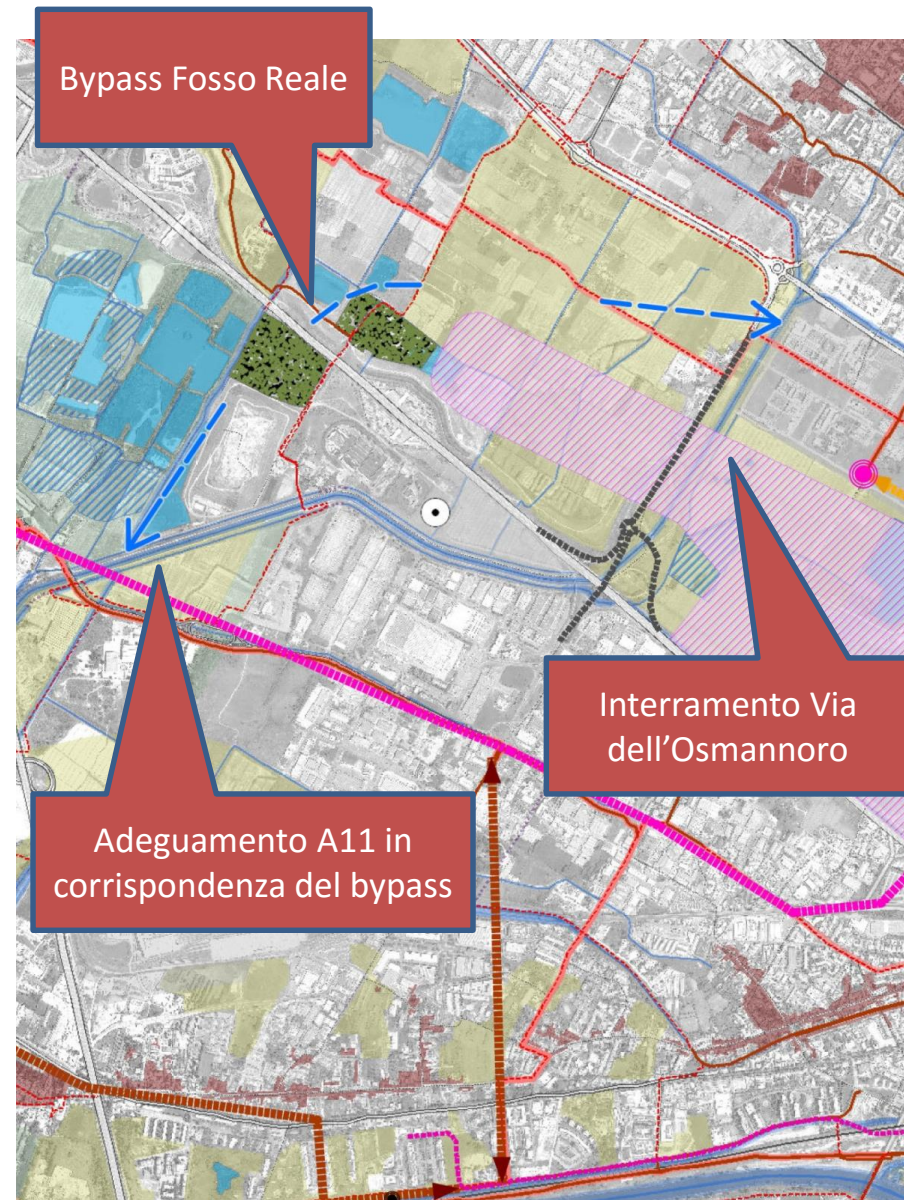 Bypass Fosso Reale
Interramento Via
dell'Osmannoro
Adeguamento A11 in
corrispondenza del bypass